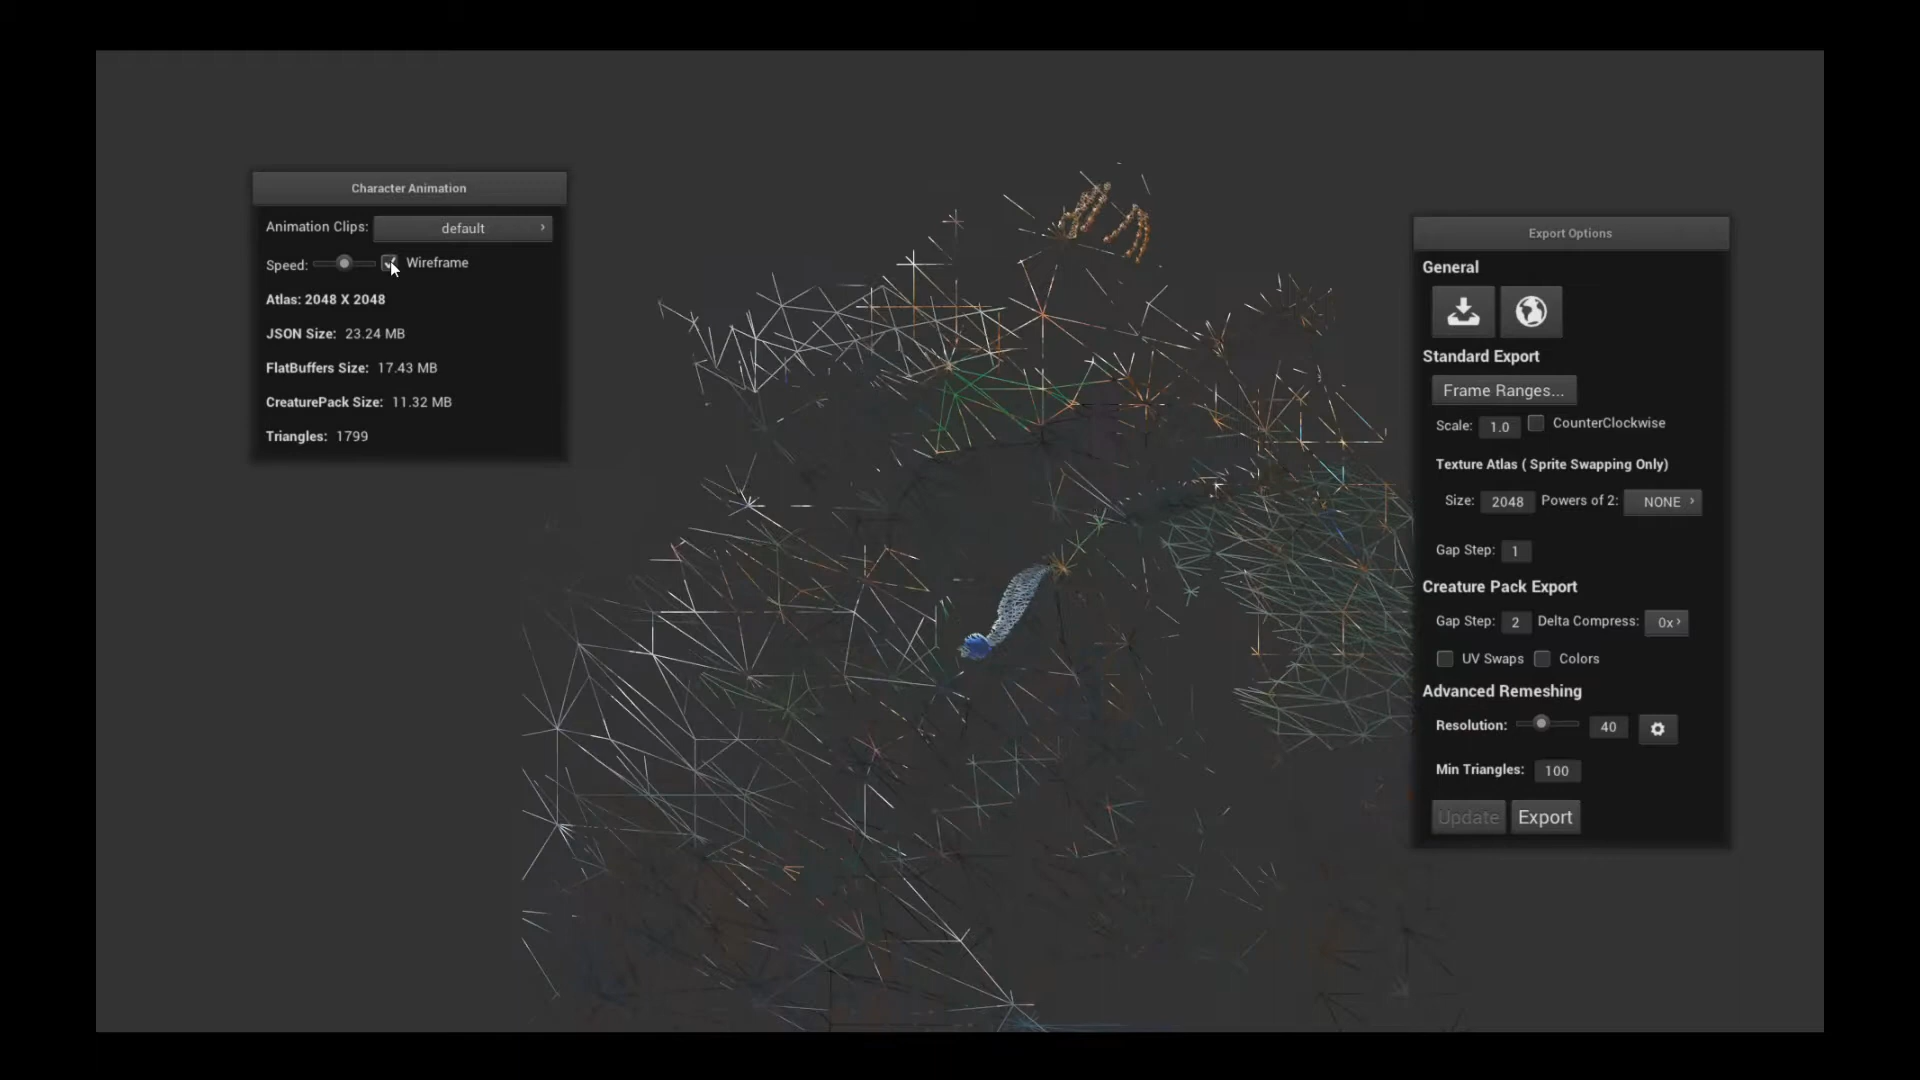 Character Animation
Animation Clips: default
Speed: Wireframe
Atlas: 2048 X 2048
JSON Size: 23.24 MB
FlatBuffers Size: 17.43 MB
CreaturePack Size: 11.32 MB
Triangles: 1799
Export Options
General
Standard Export
Frame Ranges...
Scale: 1.0 CounterClockwise
Texture Atlas ( Sprite Swapping Only)
Size: 2048 Powers of 2: NONE
Gap Step: 1
Creature Pack Export
Gap Step: 2 Delta Compress: 0x
UV Swaps Colors
Advanced Remeshing
Resolution: 40
Min Triangles: 100
Update Export